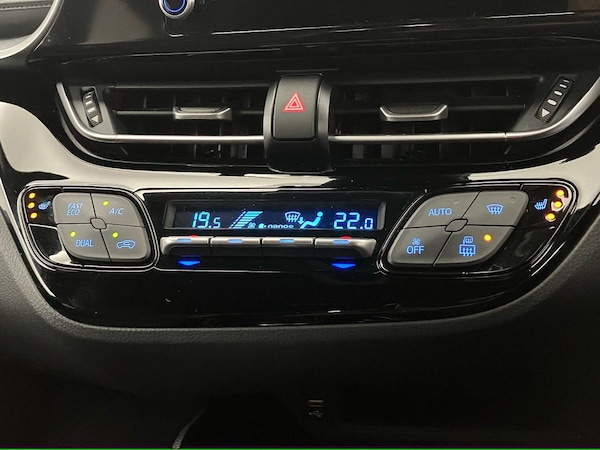 FAST ECO A/C
19.5 22.0
AUTO
DUAL
OFF